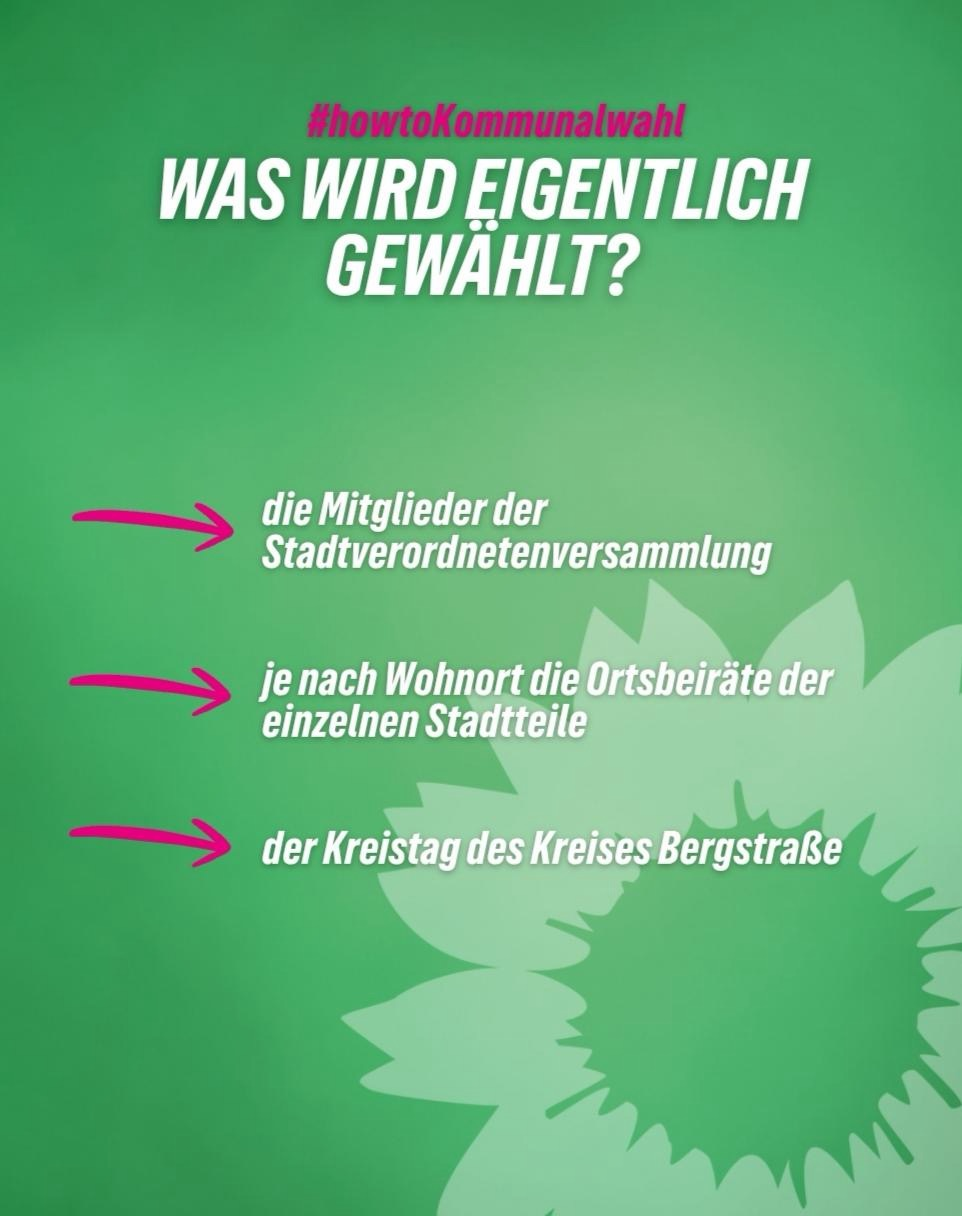 #howtoKommunalwahl
WAS WIRD EIGENTLICH
GEWÄHLT?
die Mitglieder der
Stadtverordnetenversammlung
je nach Wohnort die Ortsbeiräte der
einzelnen Stadtteile
der Kreistag des Kreises Bergstraße